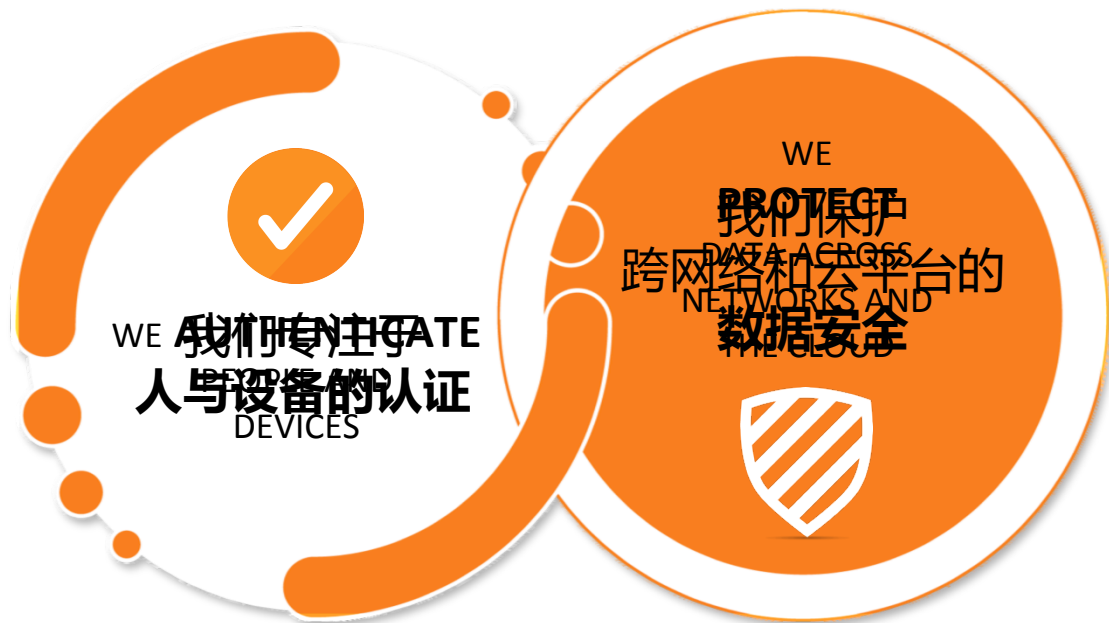 WE AUTHENTICATE
我们专注于
PEOPLE AND
人与设备的认证
DEVICES
WE
PROTECT
我们保护
DATA ACROSS
跨网络和云平台的
NETWORKS AND
数据安全
THE CLOUD